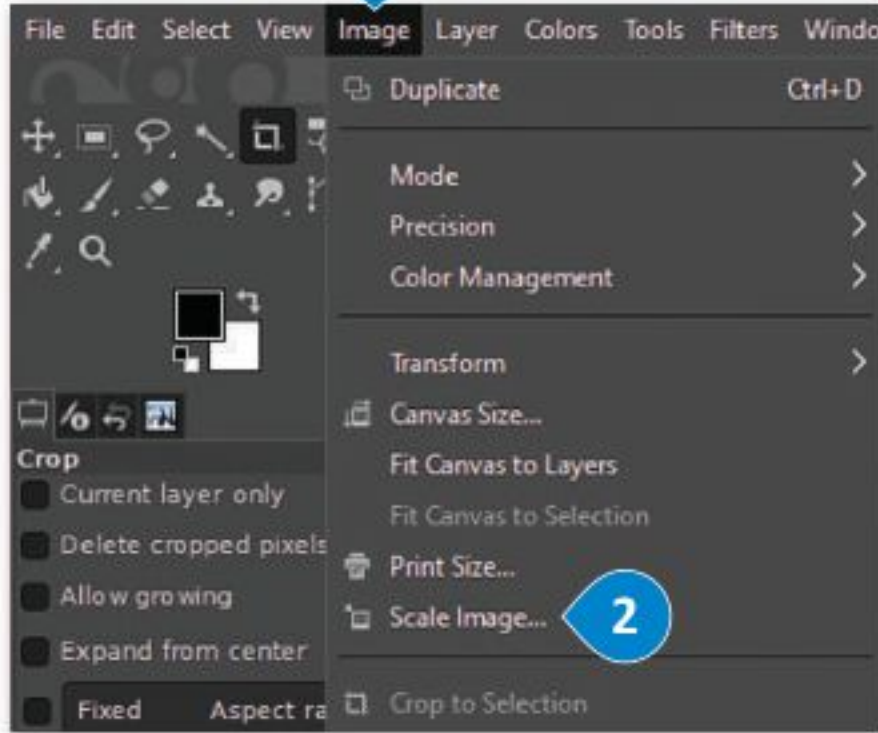 File Edit Select View Image Layer Colors Tools Filters Windo
Duplicate Ctrl+D
Mode
Precision
Color Management
Transform
Canvas Size...
Fit Canvas to Layers
Fit Canvas to Selection
Print Size...
Scale Image... 2
Crop to Selection
Crop
Current layer only
Delete cropped pixels
Allow growing
Expand from center
Fixed Aspect ra